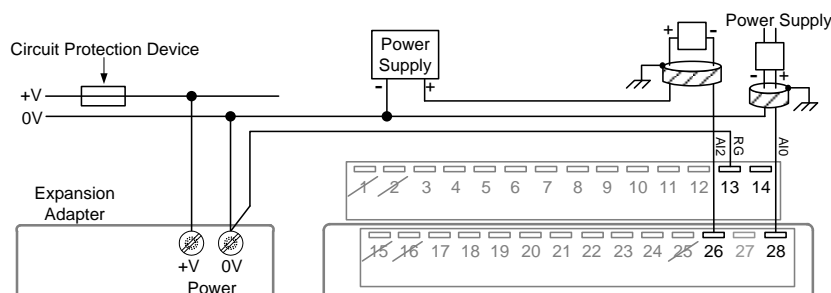 Power Supply
Circuit Protection Device
Power
Supply
+ -
- +
- +
+V
0V
AI2
RG
AI0
1 2 3 4 5 6 7 8 9 10 11 12 13 14
Expansion
Adapter
15 16 17 18 19 20 21 22 23 24 25 26 27 28
+V 0V
Power